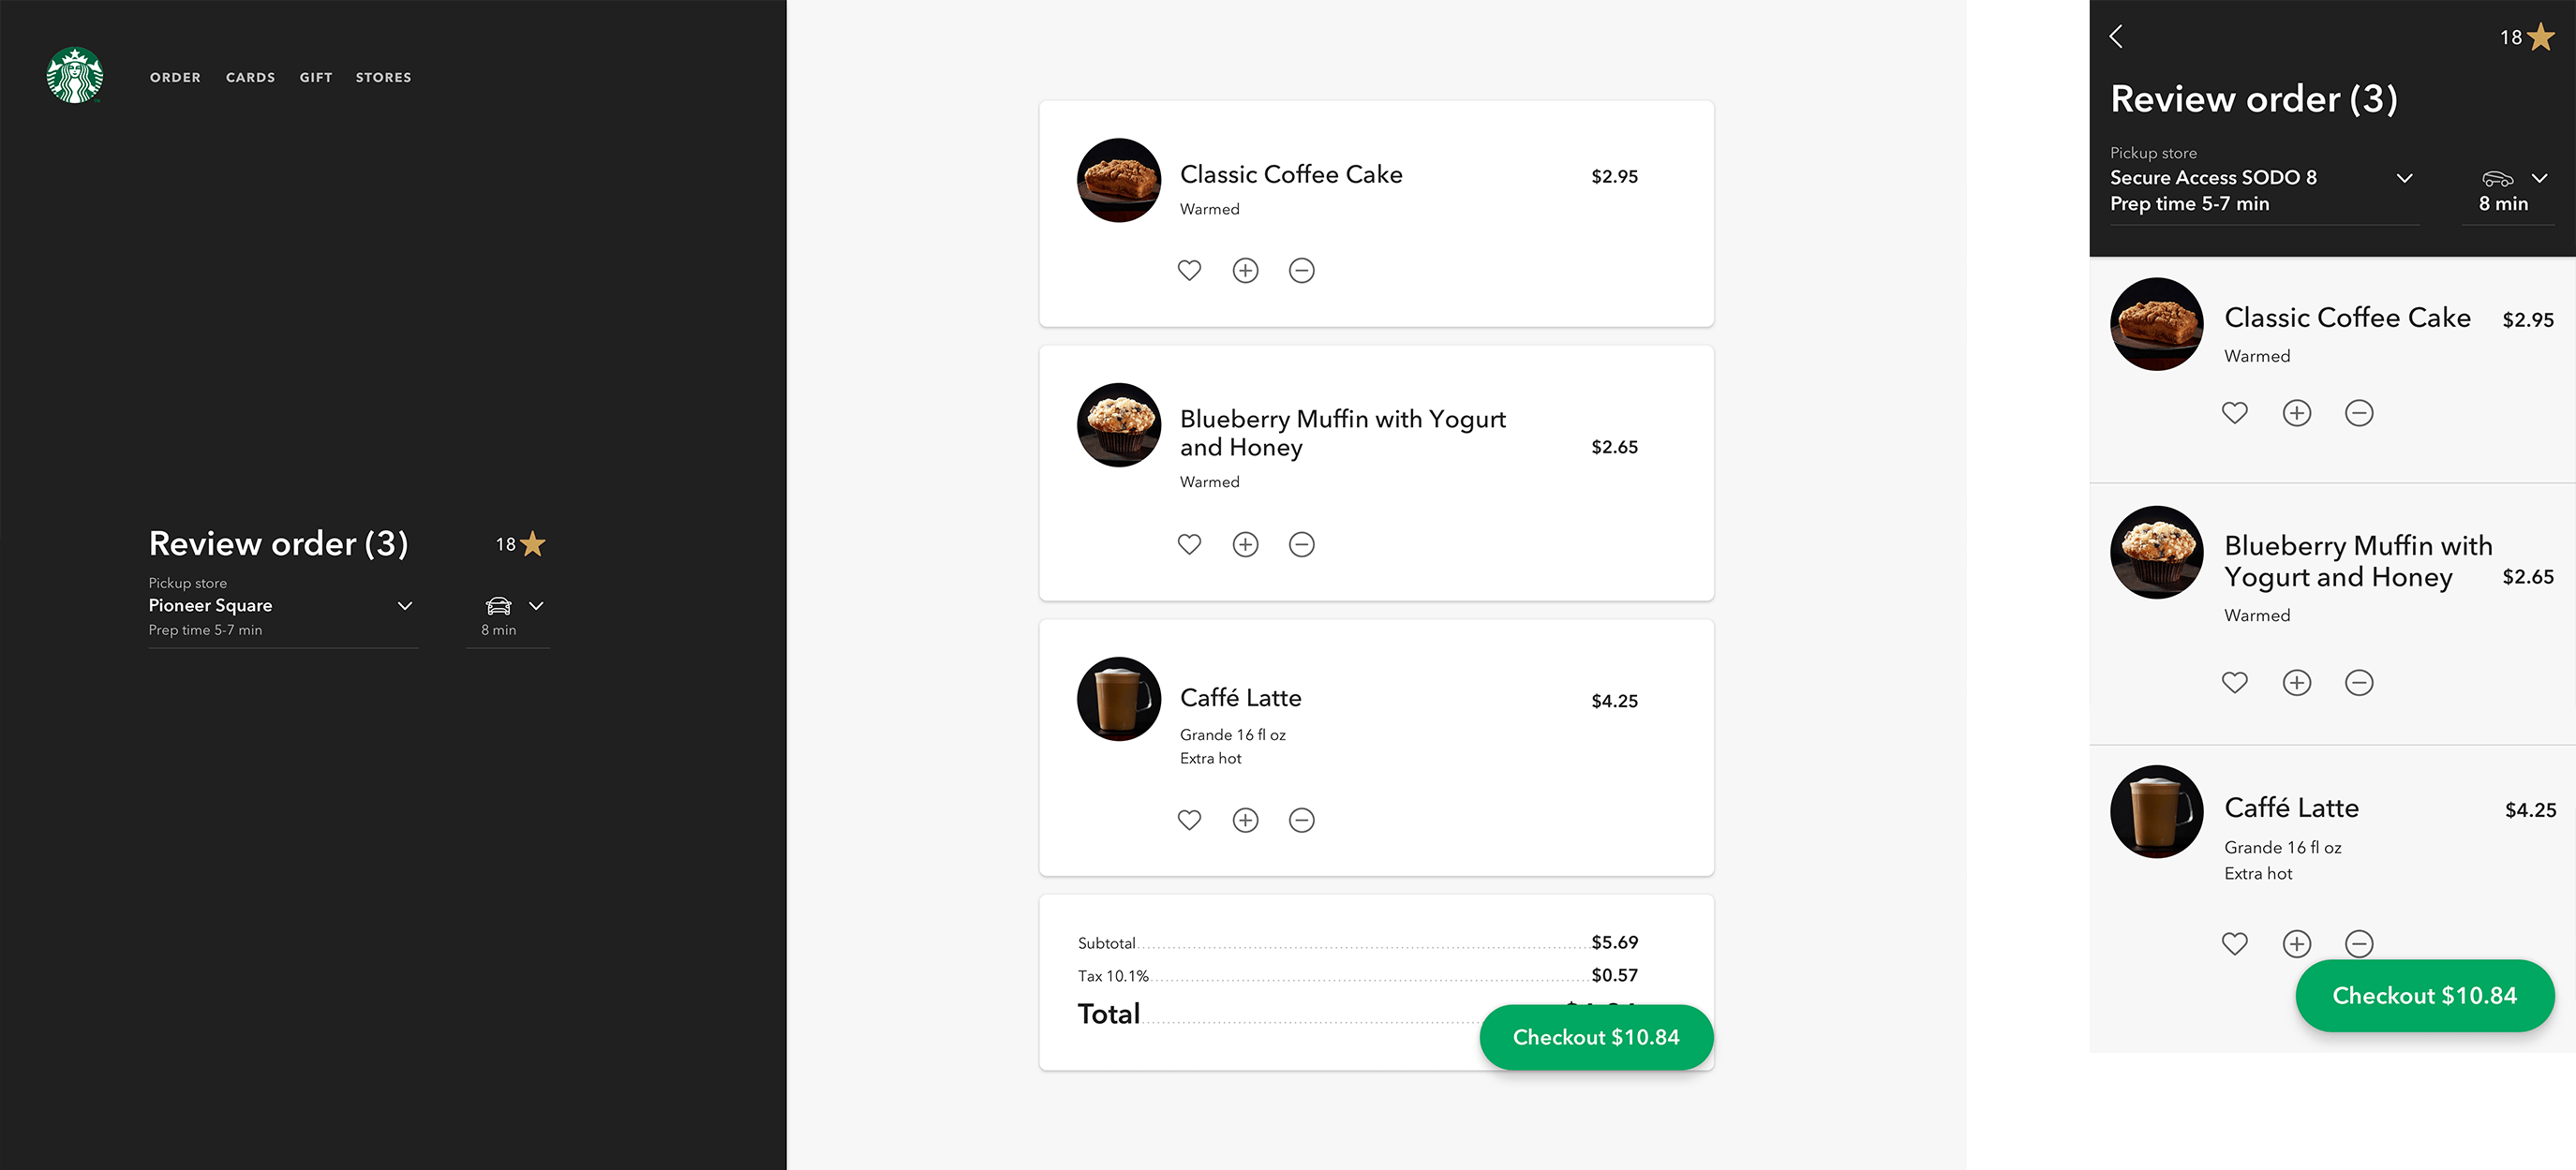 ORDER CARDS GIFT STORES
Review order (3)
18
Pickup store
Pioneer Square
Prep time 5-7 min
8 min
Classic Coffee Cake
$2.95
Warmed
Blueberry Muffin with Yogurt
and Honey
$2.65
Warmed
Caffé Latte
$4.25
Grande 16 fl oz
Extra hot
Subtotal
$5.69
Tax 10.1%
$0.57
Total
Checkout $10.84
18
Review order (3)
Pickup store
Secure Access SODO 8
Prep time 5-7 min
8 min
Classic Coffee Cake
$2.95
Warmed
Blueberry Muffin with
Yogurt and Honey
$2.65
Warmed
Caffé Latte
$4.25
Grande 16 fl oz
Extra hot
Checkout $10.84